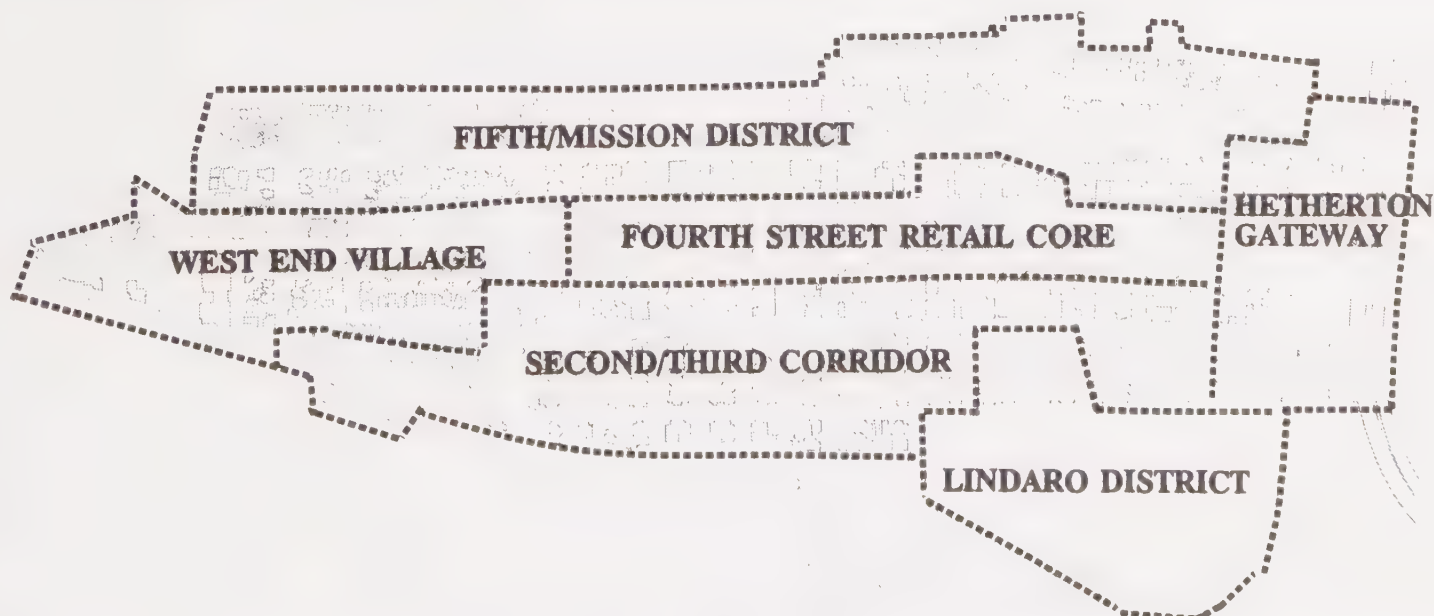 FIFTH/MISSION DISTRICT
HETHERTON
GATEWAY
FOURTH STREET RETAIL CORE
WEST END VILLAGE
SECOND/THIRD CORRIDOR
LINDARO DISTRICT